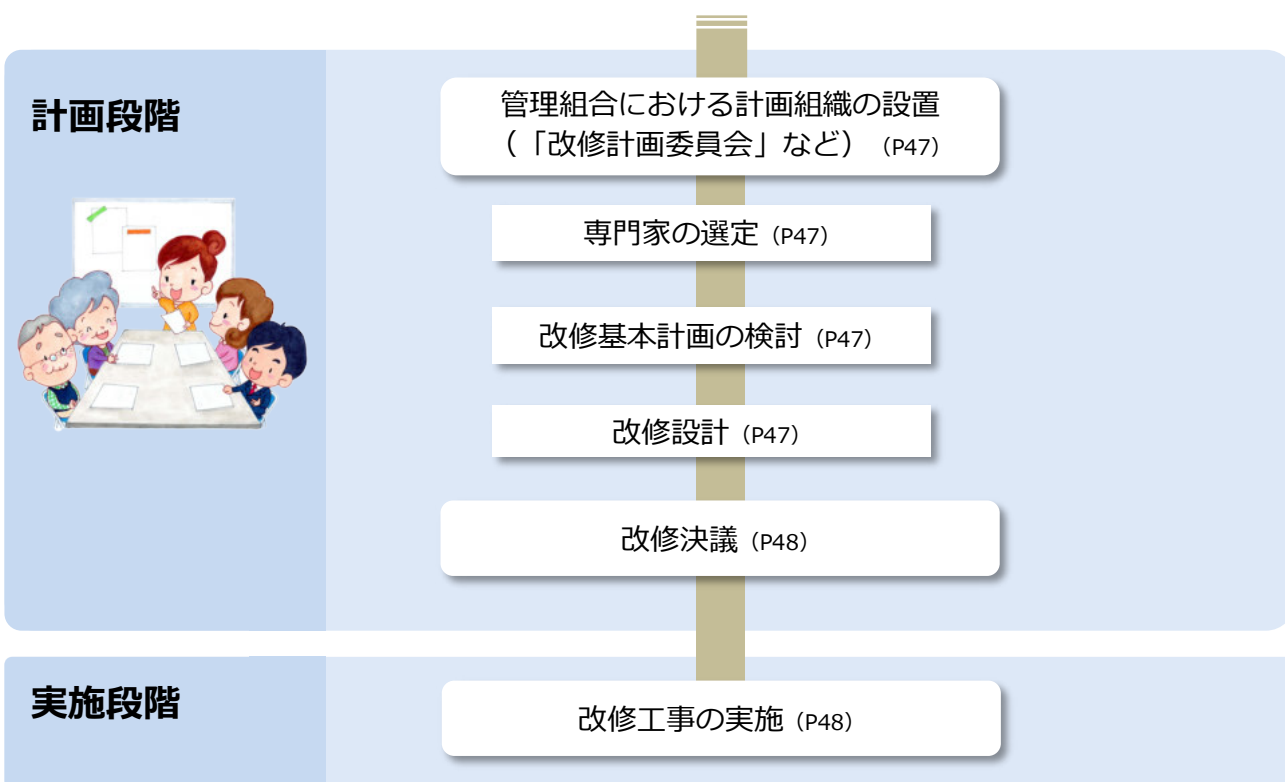 計画段階
管理組合における計画組織の設置
（「改修計画委員会」など）（P47）
専門家の選定（P47）
改修基本計画の検討（P47）
改修設計（P47）
改修決議（P48）
実施段階
改修工事の実施（P48）